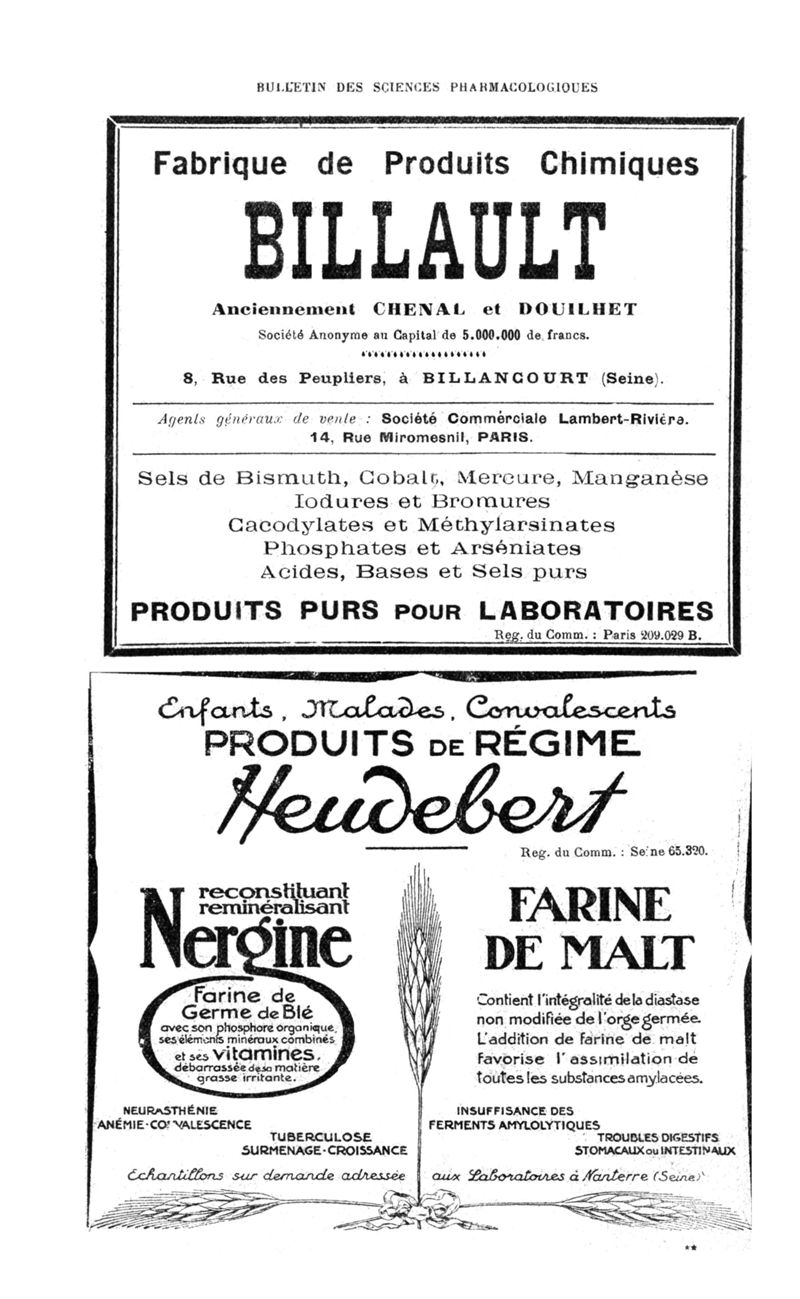 BULLETIN DES SCIENCES PHARMACOLOGIQUES
Fabrique de Produits Chimiques
BILLAULT
Anciennement CHENAL et DOUILHET
Société Anonyme au Capital de 5.000.000 de francs.
8, Rue des Peupliers, à BILLANCOURT (Seine).
Agents généraux de vente : Société Commérciale Lambert-Rivière.
14, Rue Miromesnil, PARIS.
Sels de Bismuth, Cobalt, Mercure, Manganèse
Iodures et Bromures
Cacodylates et Méthylarsinates
Phosphates et Arséniates
Acides, Bases et Sels purs
PRODUITS PURS POUR LABORATOIRES
Reg. du Comm. : Paris 209.029 B.
Enfants, Malades, Convalescents
PRODUITS DE RÉGIME
Heudebert
Reg. du Comm. : Seine 65.320.
reconstituant
reminéralisant
Nergine
Farine de
Germe de Blé
avec son phosphore organique,
ses éléments minéraux combinés
et ses vitamines,
débarrassée de sa matière
grasse irritante.
NEURASTHÉNIE
ANÉMIE-CONVALESCENCE
TUBERCULOSE
SURMENAGE-CROISSANCE
FARINE
DE MALT
Contient l'intégralité de la diastase
non modifiée de l'orge germée.
L'addition de farine de malt
favorise l'assimilation de
toutes les substances amylacées.
INSUFFISANCE DES
FERMENTS AMYLOLYTIQUES
TROUBLES DIGESTIFS
STOMACAUX ou INTESTINAUX
Echantillons sur demande adressée aux Laboratoires à Nanterre (Seine)
**